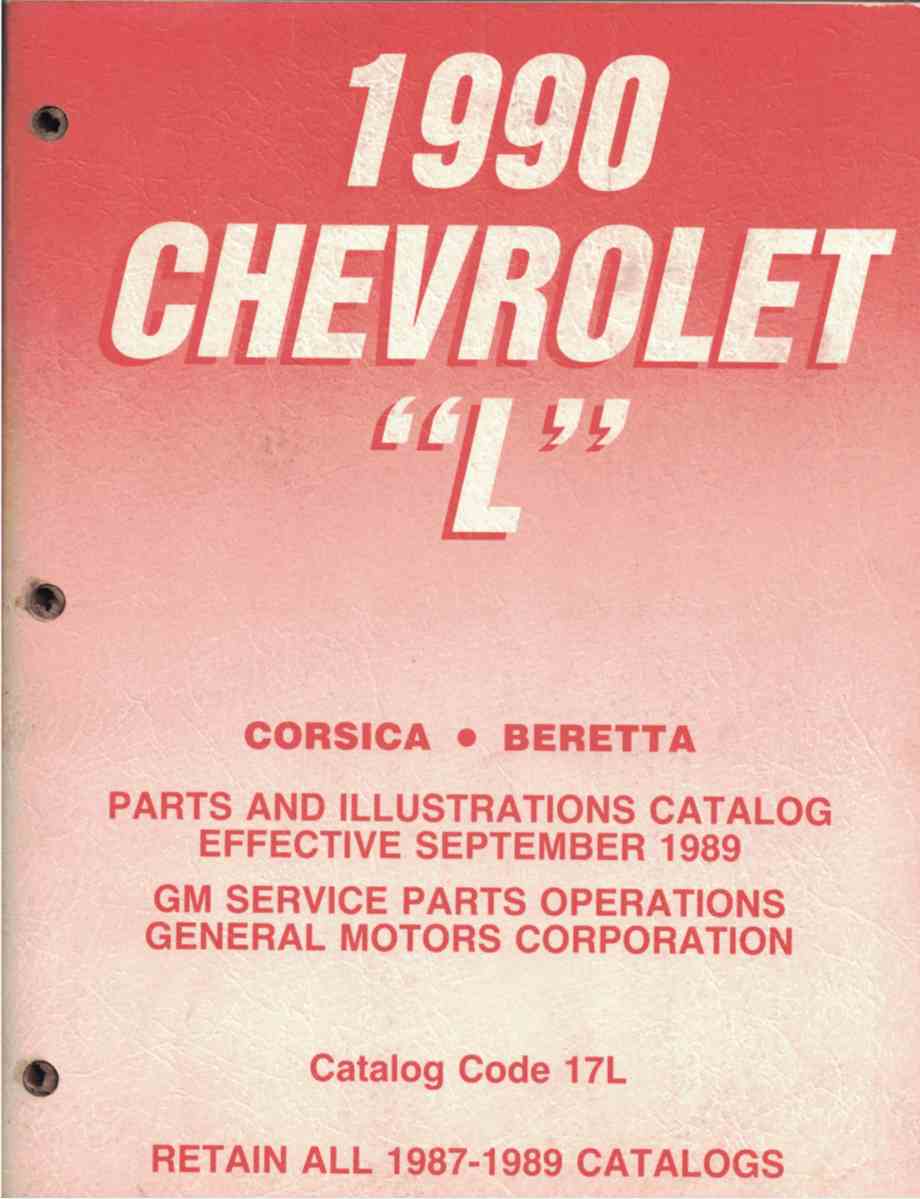 1990
CHEVROLET
“L”
CORSICA • BERETTA
PARTS AND ILLUSTRATIONS CATALOG
EFFECTIVE SEPTEMBER 1989
GM SERVICE PARTS OPERATIONS
GENERAL MOTORS CORPORATION
Catalog Code 17L
RETAIN ALL 1987-1989 CATALOGS